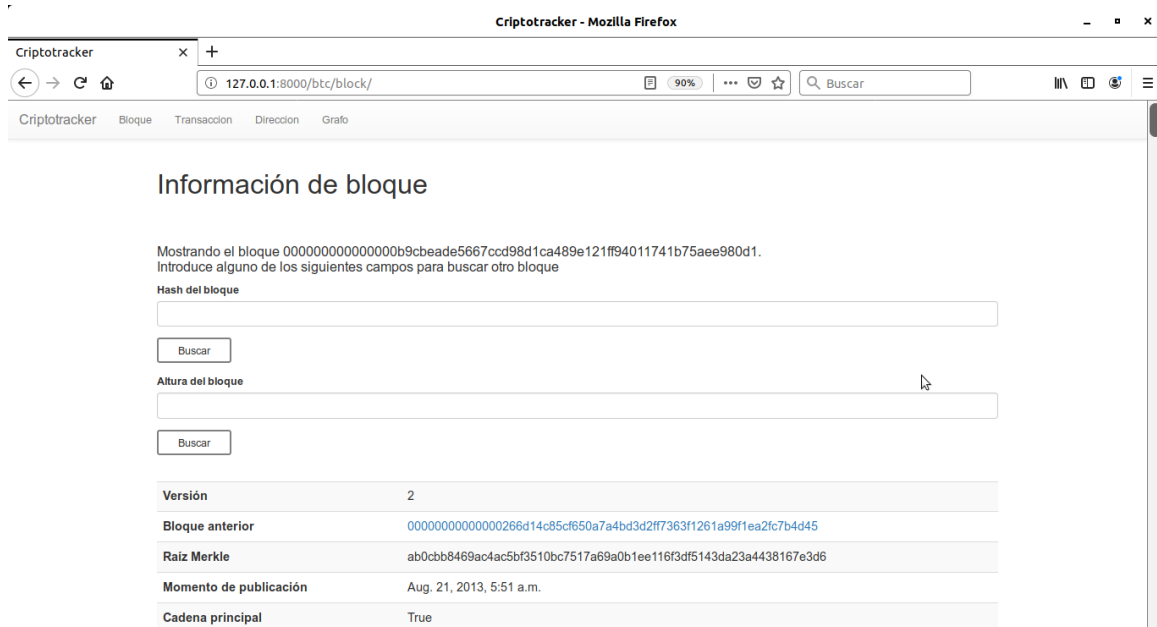 Criptotracker - Mozilla Firefox
Criptotracker
127.0.0.1:8000/btc/block/ 90% Buscar
Criptotracker Bloque Transaccion Direccion Grafo
Información de bloque
Mostrando el bloque 000000000000000b9cbeade5667ccd98d1ca489e121ff94011741b75aee980d1.
Introduce alguno de los siguientes campos para buscar otro bloque
Hash del bloque
Buscar
Altura del bloque
Buscar
Versión 2
Bloque anterior 00000000000000266d14c85cf650a7a4bd3d2ff7363f1261a99f1ea2fc7b4d45
Raíz Merkle ab0cbb8469ac4ac5bf3510bc7517a69a0b1ee116f3df5143da23a4438167e3d6
Momento de publicación Aug. 21, 2013, 5:51 a.m.
Cadena principal True